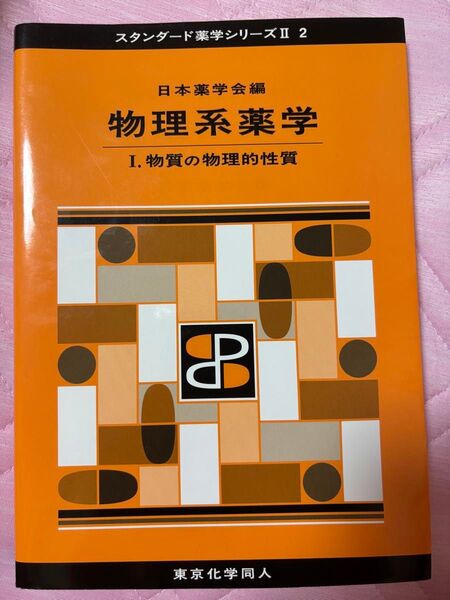 スタンダード薬学シリーズⅡ 2
日本薬学会編
物理系薬学
Ⅰ. 物質の物理的性質
東京化学同人